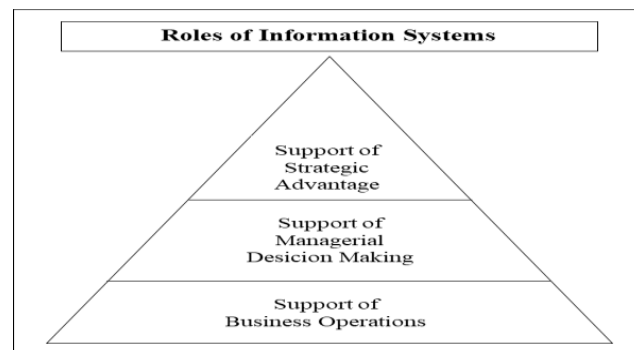 Roles of Information Systems
Support of
Strategic
Advantage
Support of
Managerial
Desicion Making
Support of
Business Operations